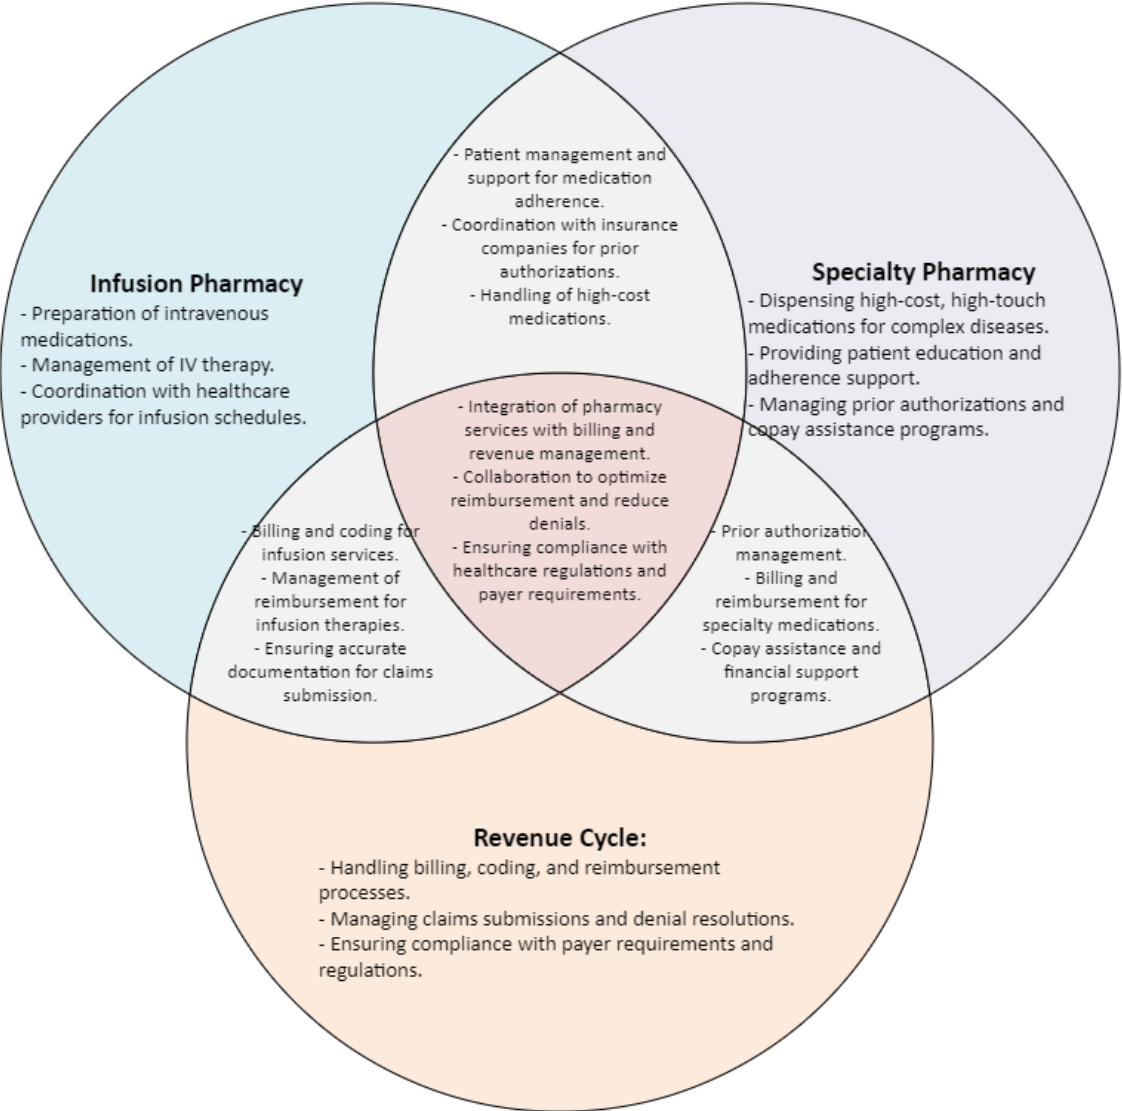 - Patient management and
support for medication
adherence.
- Coordination with insurance
companies for prior
authorizations.
- Handling of high-cost
medications.
Infusion Pharmacy
- Preparation of intravenous
medications.
- Management of IV therapy.
- Coordination with healthcare
providers for infusion schedules.
Specialty Pharmacy
- Dispensing high-cost, high-touch
medications for complex diseases.
- Providing patient education and
adherence support.
- Managing prior authorizations and
copay assistance programs.
- Integration of pharmacy
services with billing and
revenue management.
- Collaboration to optimize
reimbursement and reduce
denials.
- Ensuring compliance with
healthcare regulations and
payer requirements.
- Billing and coding for
infusion services.
- Management of
reimbursement for
infusion therapies.
- Ensuring accurate
documentation for claims
submission.
- Prior authorization
management.
- Billing and
reimbursement for
specialty medications.
- Copay assistance and
financial support
programs.
Revenue Cycle:
- Handling billing, coding, and reimbursement
processes.
- Managing claims submissions and denial resolutions.
- Ensuring compliance with payer requirements and
regulations.